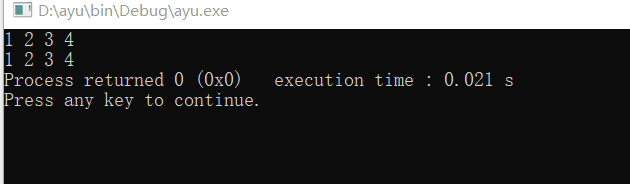 D:\ayu\bin\Debug\ayu.exe
1 2 3 4
1 2 3 4
Process returned 0 (0x0)   execution time : 0.021 s
Press any key to continue.